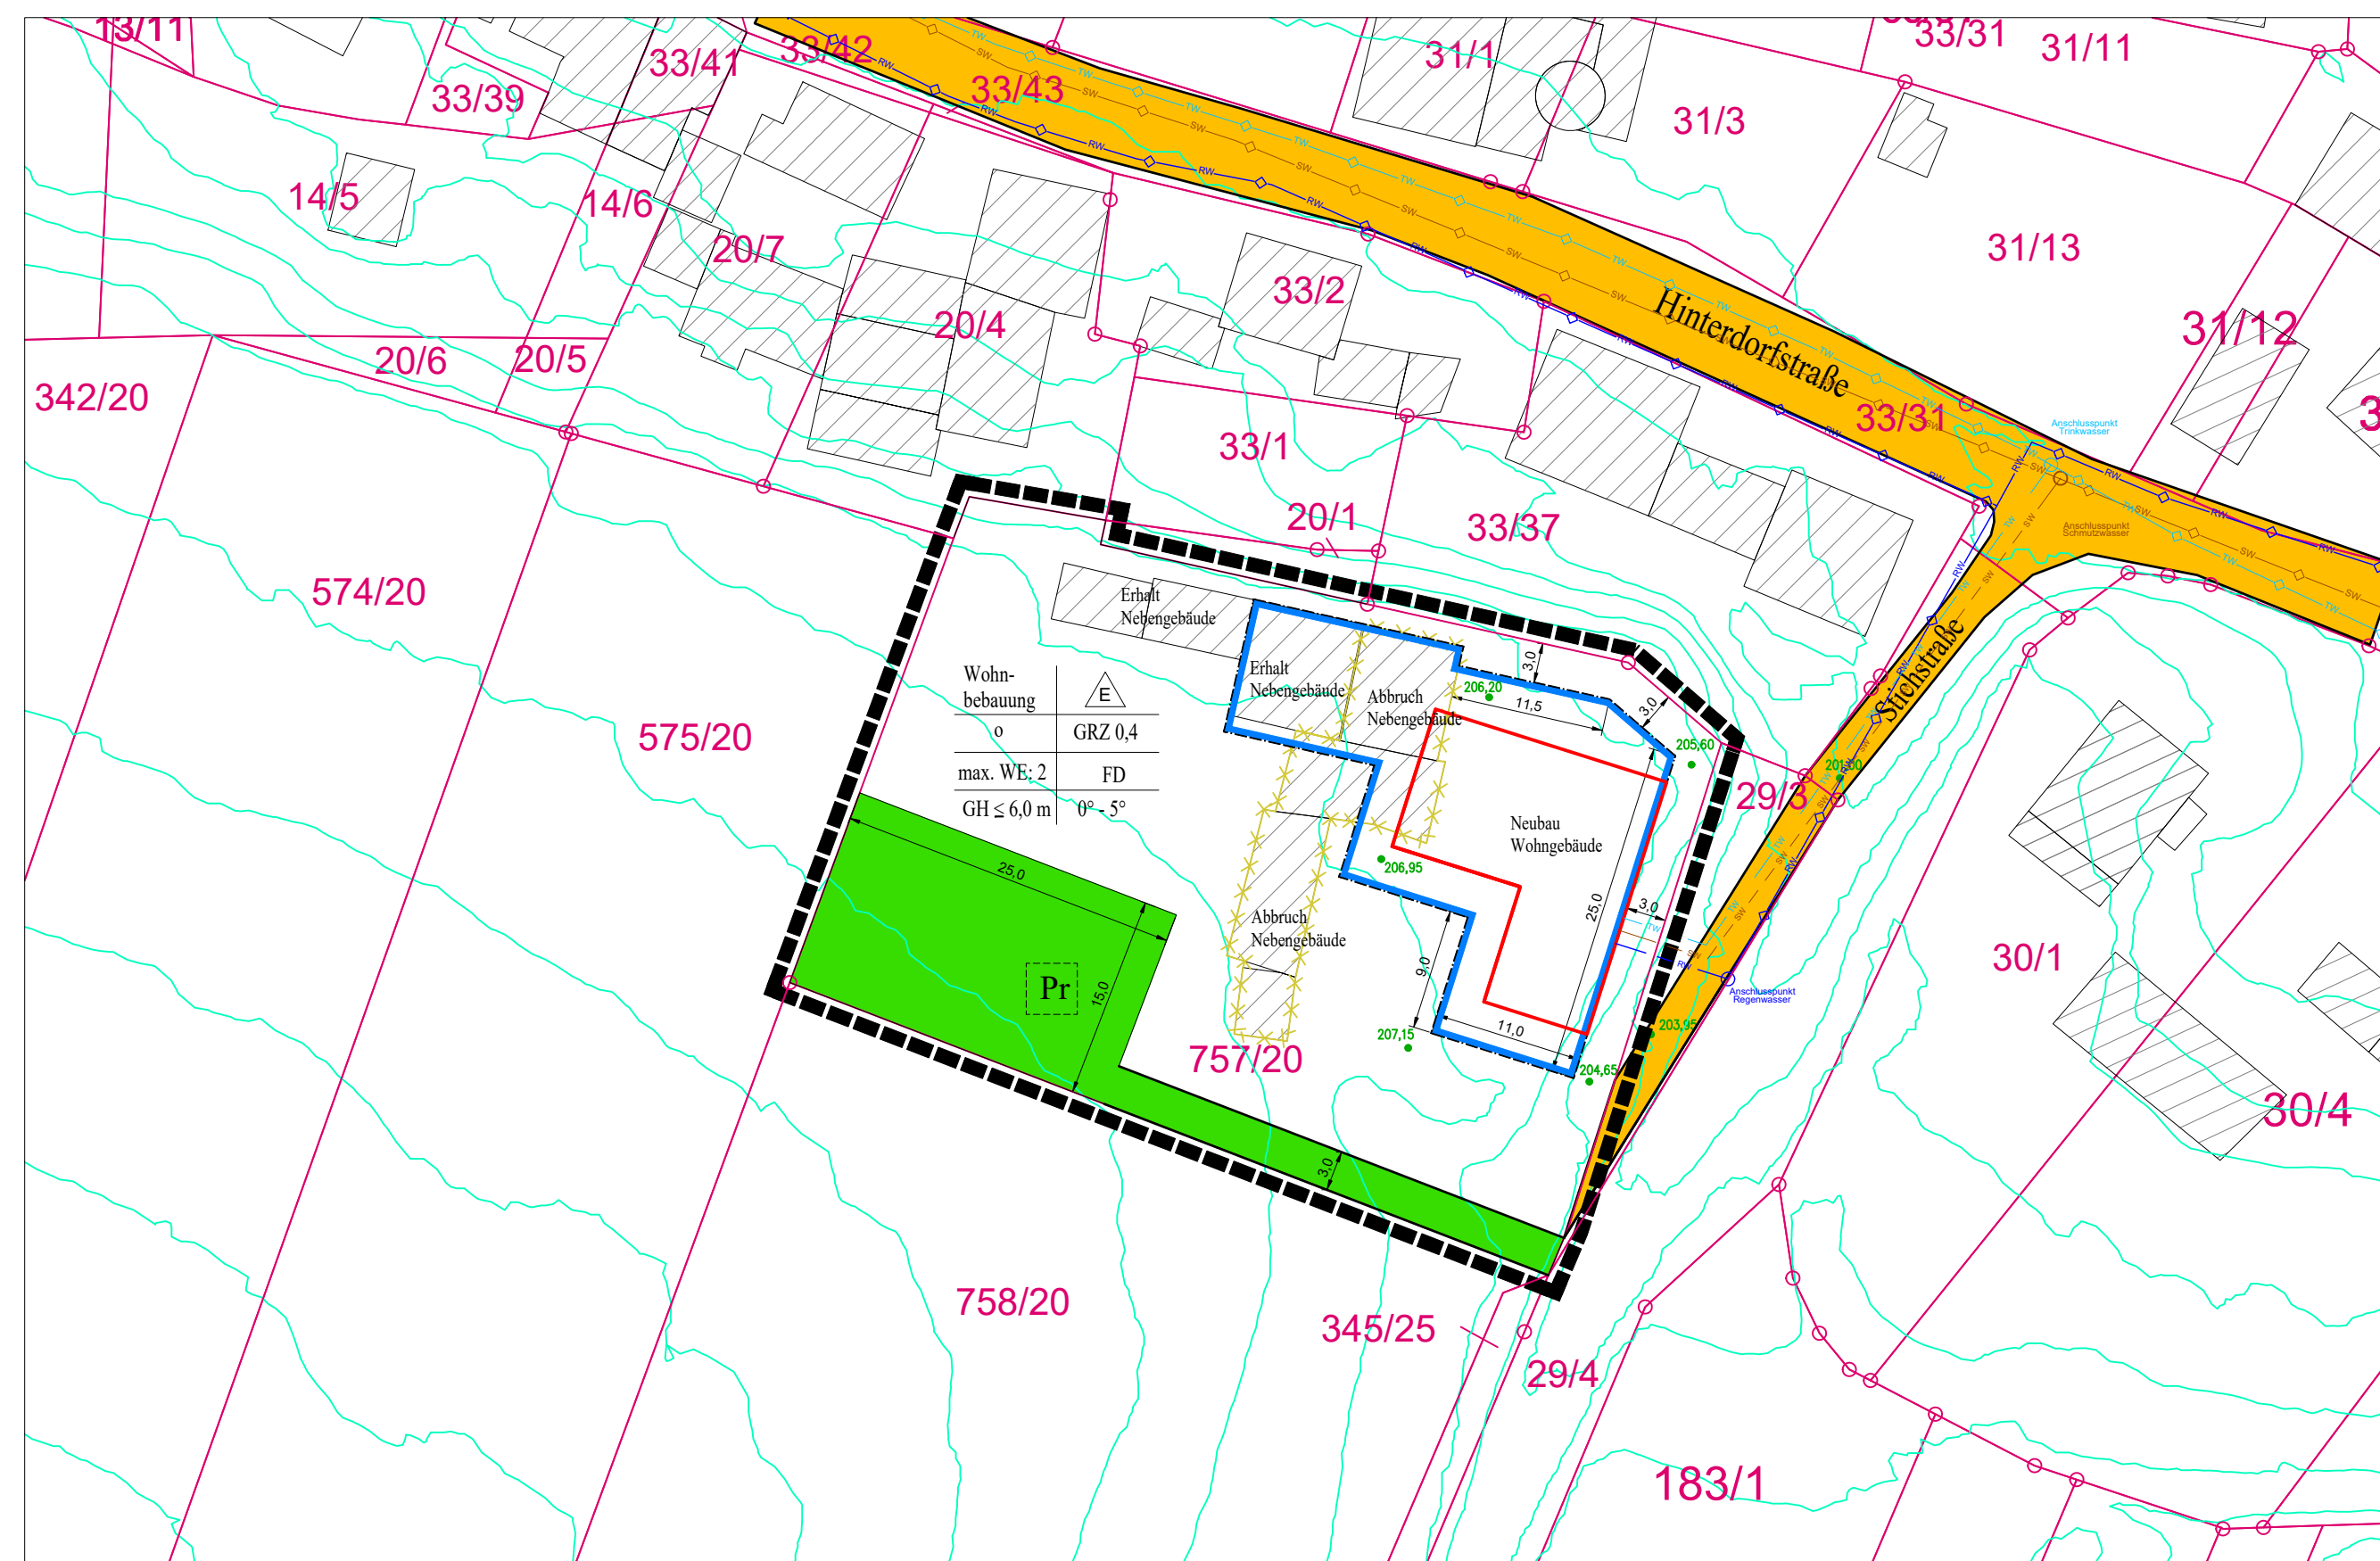 13/11
33/39
33/41
33/42
33/43
31/1
31/3
33/31
31/11
14/5
14/6
20/7
20/4
33/2
31/13
31/12
Hinterdorfstraße
33/31
342/20
20/6
20/5
33/1
20/1
33/37
Anschlusspunkt
Trinkwasser
Anschlusspunkt
Schmutzwasser
Stichstraße
574/20
575/20
Erhalt
Nebengebäude
Erhalt
Nebengebäude
Abbruch
Nebengebäude
Wohn-
bebauung
E
o
GRZ 0,4
max. WE: 2
FD
GH ≤ 6,0 m
0° - 5°
206,20
11,5
3,0
3,0
205,60
201,00
29/3
Neubau
Wohngebäude
206,95
25,0
3,0
25,0
Abbruch
Nebengebäude
9,0
Pr
15,0
11,0
207,15
757/20
204,65
203,95
Anschlusspunkt
Regenwasser
30/1
30/4
3,0
758/20
345/25
29/4
183/1
TW
SW
RW